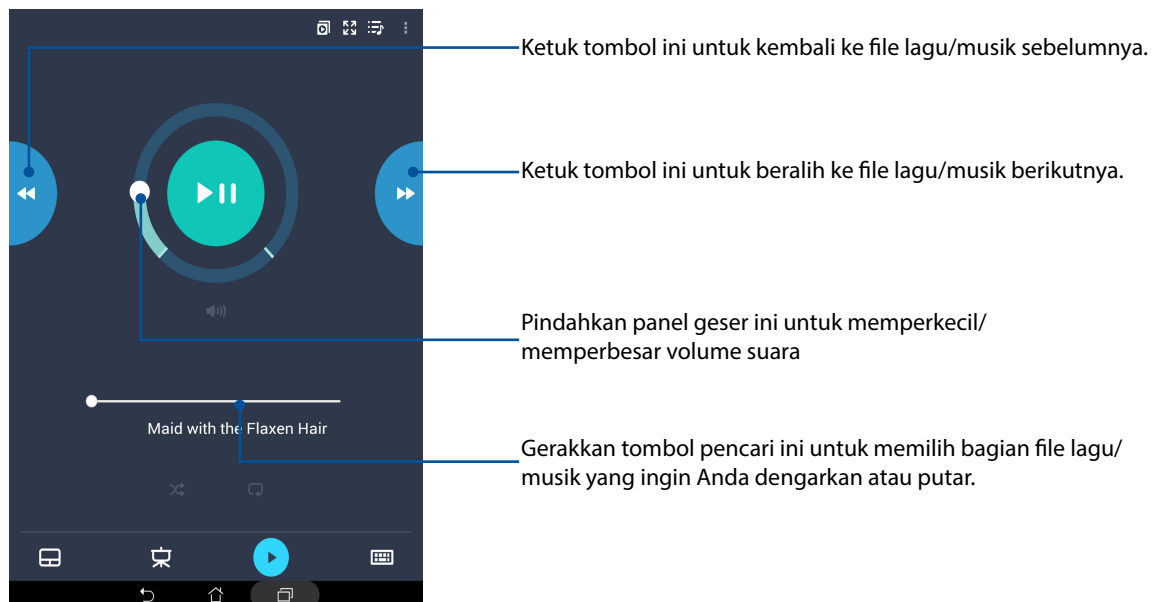 Ketuk tombol ini untuk kembali ke file lagu/musik sebelumnya.
Ketuk tombol ini untuk beralih ke file lagu/musik berikutnya.
Pindahkan panel geser ini untuk memperkecil/
memperbesar volume suara
Maid with the Flaxen Hair
Gerakkan tombol pencari ini untuk memilih bagian file lagu/
musik yang ingin Anda dengarkan atau putar.